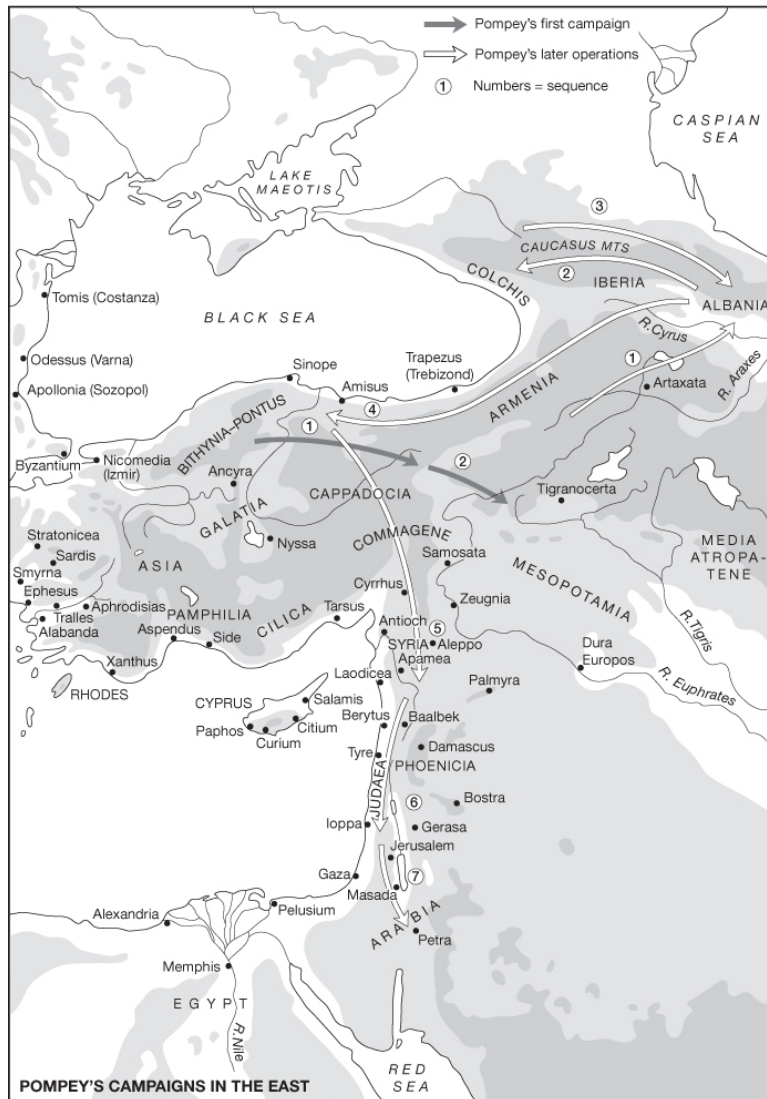 Pompey's first campaign
Pompey's later operations
1 Numbers = sequence
CASPIAN
SEA
LAKE
MAEOTIS
3
CAUCASUS MTS
2
COLCHIS
IBERIA
ALBANIA
Tomis (Costanza)
BLACK SEA
R.Cyrus
Odessus (Varna)
Sinope
Trapezus
(Trebizond)
1
R. Araxes
Apollonia (Sozopol)
Amisus
Artaxata
ARMENIA
4
BITHYNIA–PONTUS
1
Byzantium
Nicomedia
(Izmir)
2
Ancyra
CAPPADOCIA
Tigranocerta
GALATIA
Stratonicea
Nyssa
COMMAGENE
MEDIA
ATROPA-
TENE
Sardis
ASIA
Samosata
Smyrna
MESOPOTAMIA
Ephesus
Cyrrhus
Zeugnia
Aphrodisias
PAMPHILIA
CILICA
Tarsus
Tralles
Alabanda
Aspendus
Side
Antioch
5
R.Tigris
SYRIA
Aleppo
Dura
Europos
Xanthus
Apamea
Laodicea
RHODES
Palmyra
R. Euphrates
CYPRUS
Salamis
Berytus
Baalbek
Paphos
Citium
Curium
Tyre
Damascus
PHOENICIA
JUDAEA
6
Bostra
Ioppa
Gerasa
Jerusalem
Gaza
7
Masada
Alexandria
Pelusium
ARABIA
Petra
Memphis
EGYPT
R.Nile
RED
SEA
POMPEY'S CAMPAIGNS IN THE EAST